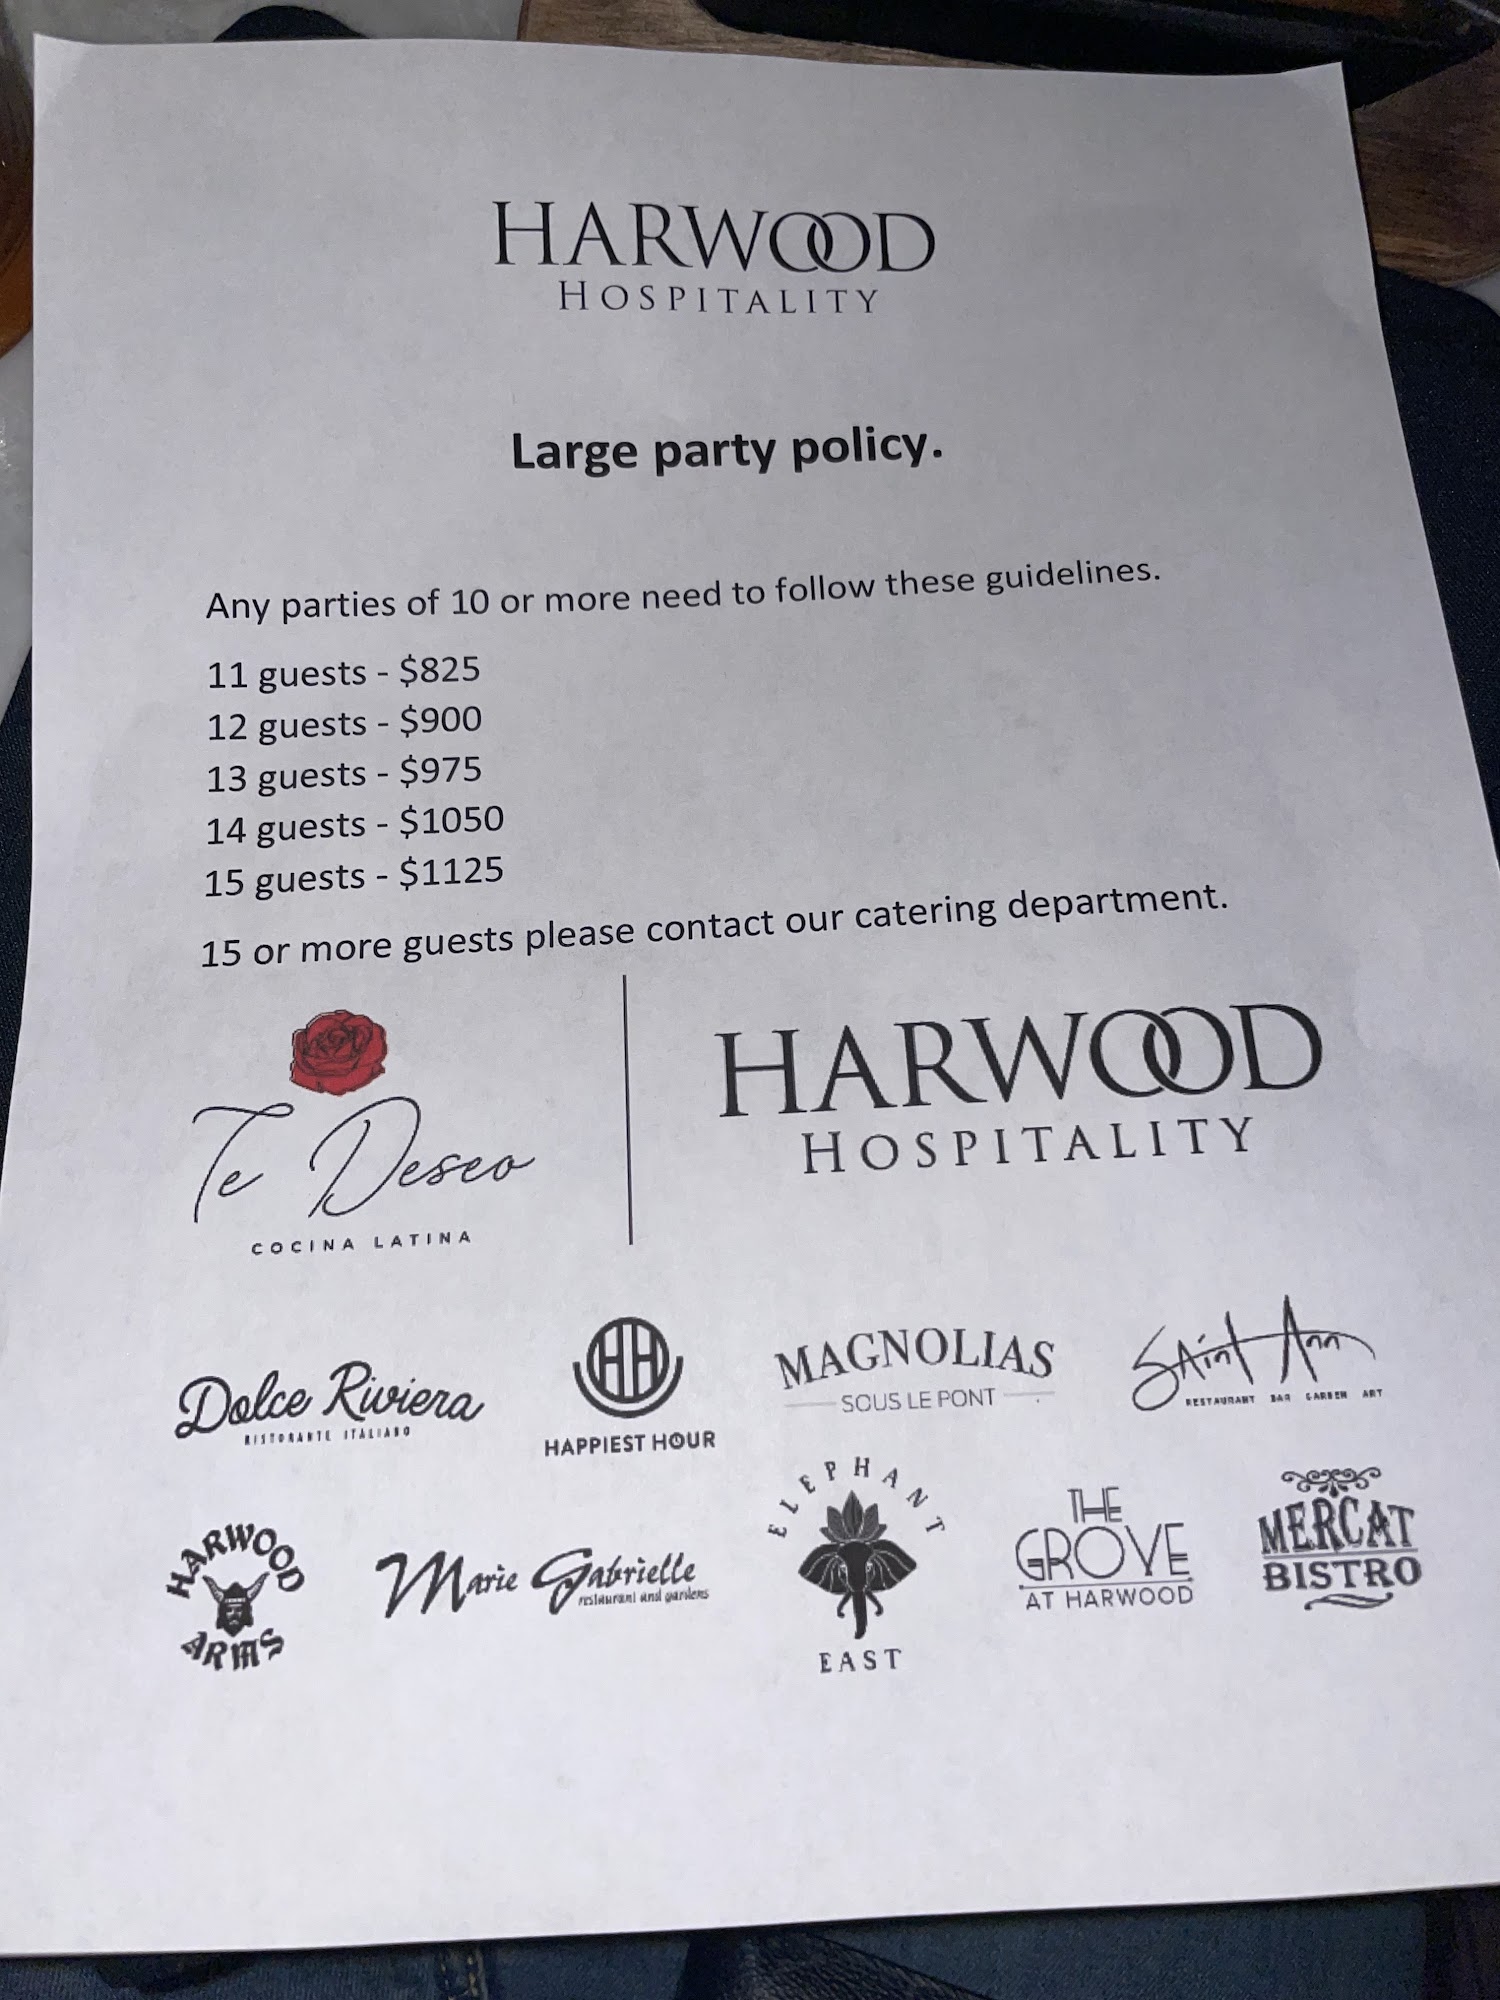 HARWOOD
HOSPITALITY
Large party policy.
Any parties of 10 or more need to follow these guidelines.
11 guests - $825
12 guests - $900
13 guests - $975
14 guests - $1050
15 guests - $1125
15 or more guests please contact our catering department.
Te Deseo
COCINA LATINA
HARWOOD
HOSPITALITY
Dolce Riviera
RISTORANTE ITALIANO
HH
HAPPIEST HOUR
MAGNOLIAS
SOUS LE PONT
Saint Ann
RESTAURANT BAR GARDEN ART
HARWOOD
ARMS
Marie Gabrielle
restaurant and gardens
ELEPHANT
EAST
THE
GROVE
AT HARWOOD
MERCAT
BISTRO